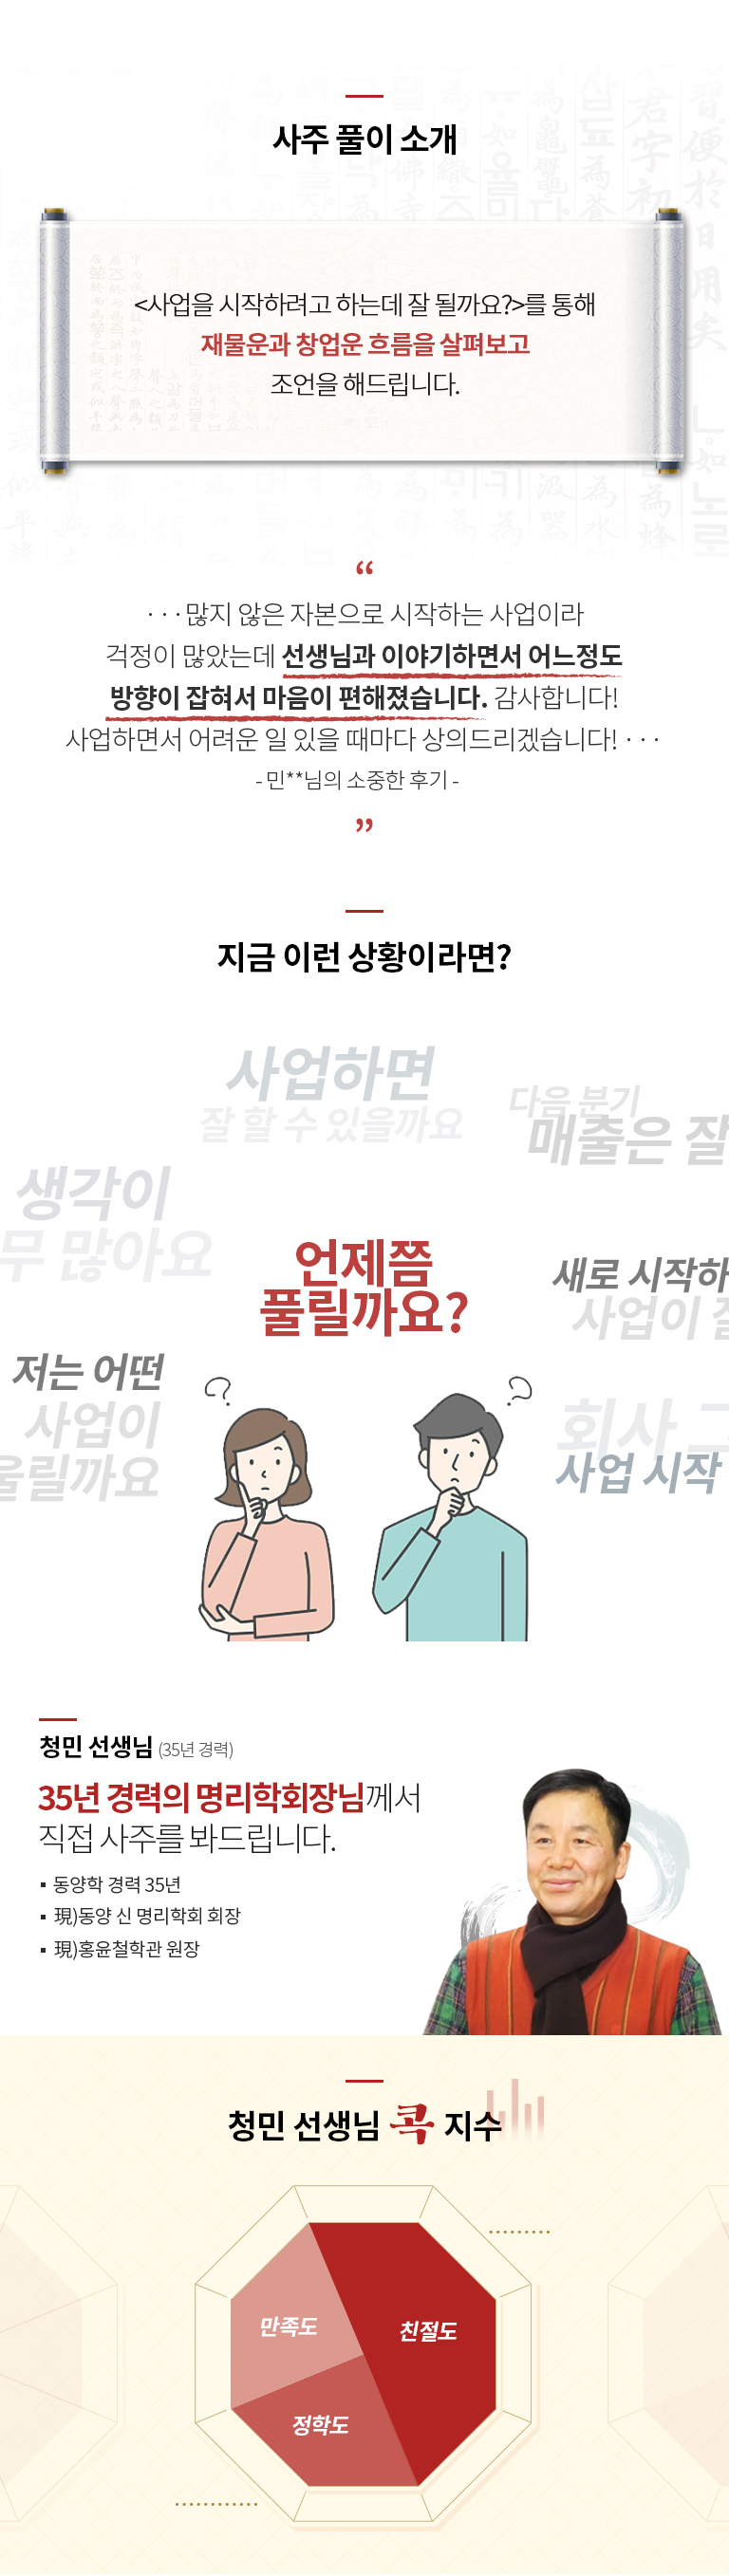 사주 풀이 소개
<사업을 시작하려고 하는데 잘 될까요?>를 통해
재물운과 창업운 흐름을 살펴보고
조언을 해드립니다.
“
···많지 않은 자본으로 시작하는 사업이라
걱정이 많았는데 선생님과 이야기하면서 어느정도
방향이 잡혀서 마음이 편해졌습니다. 감사합니다!
사업하면서 어려운 일 있을 때마다 상의드리겠습니다! ···
- 민**님의 소중한 후기 -
”
지금 이런 상황이라면?
사업하면
잘 할 수 있을까요
다음 분기
매출은 잘
생각이
무 많아요
언제쯤
풀릴까요?
새로 시작하
사업이 잘
저는 어떤
사업이
울릴까요
회사 그
사업 시작
청민 선생님 (35년 경력)
35년 경력의 명리학회장님께서
직접 사주를 봐드립니다.
▪ 동양학 경력 35년
▪ 現)동양 신 명리학회 회장
▪ 現)홍윤철학관 원장
청민 선생님 콕 지수
만족도
친절도
정학도